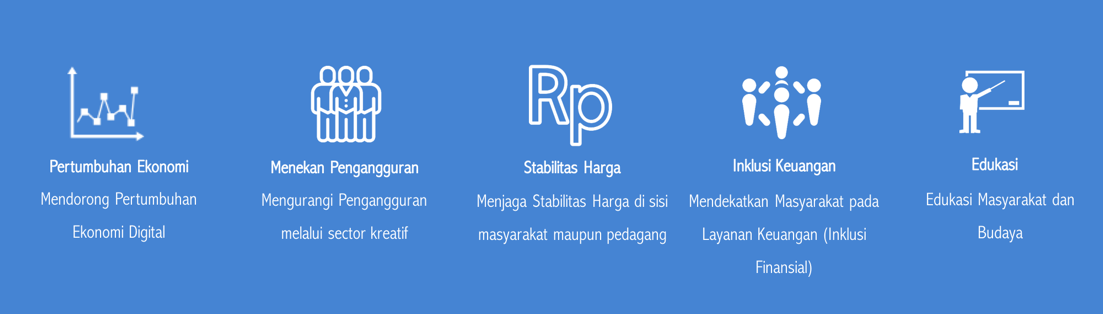 Rp
Pertumbuhan Ekonomi
Mendorong Pertumbuhan
Ekonomi Digital
Menekan Pengangguran
Mengurangi Pengangguran
melalui sector kreatif
Stabilitas Harga
Menjaga Stabilitas Harga di sisi
masyarakat maupun pedagang
Inklusi Keuangan
Mendekatkan Masyarakat pada
Layanan Keuangan (Inklusi
Finansial)
Edukasi
Edukasi Masyarakat dan
Budaya